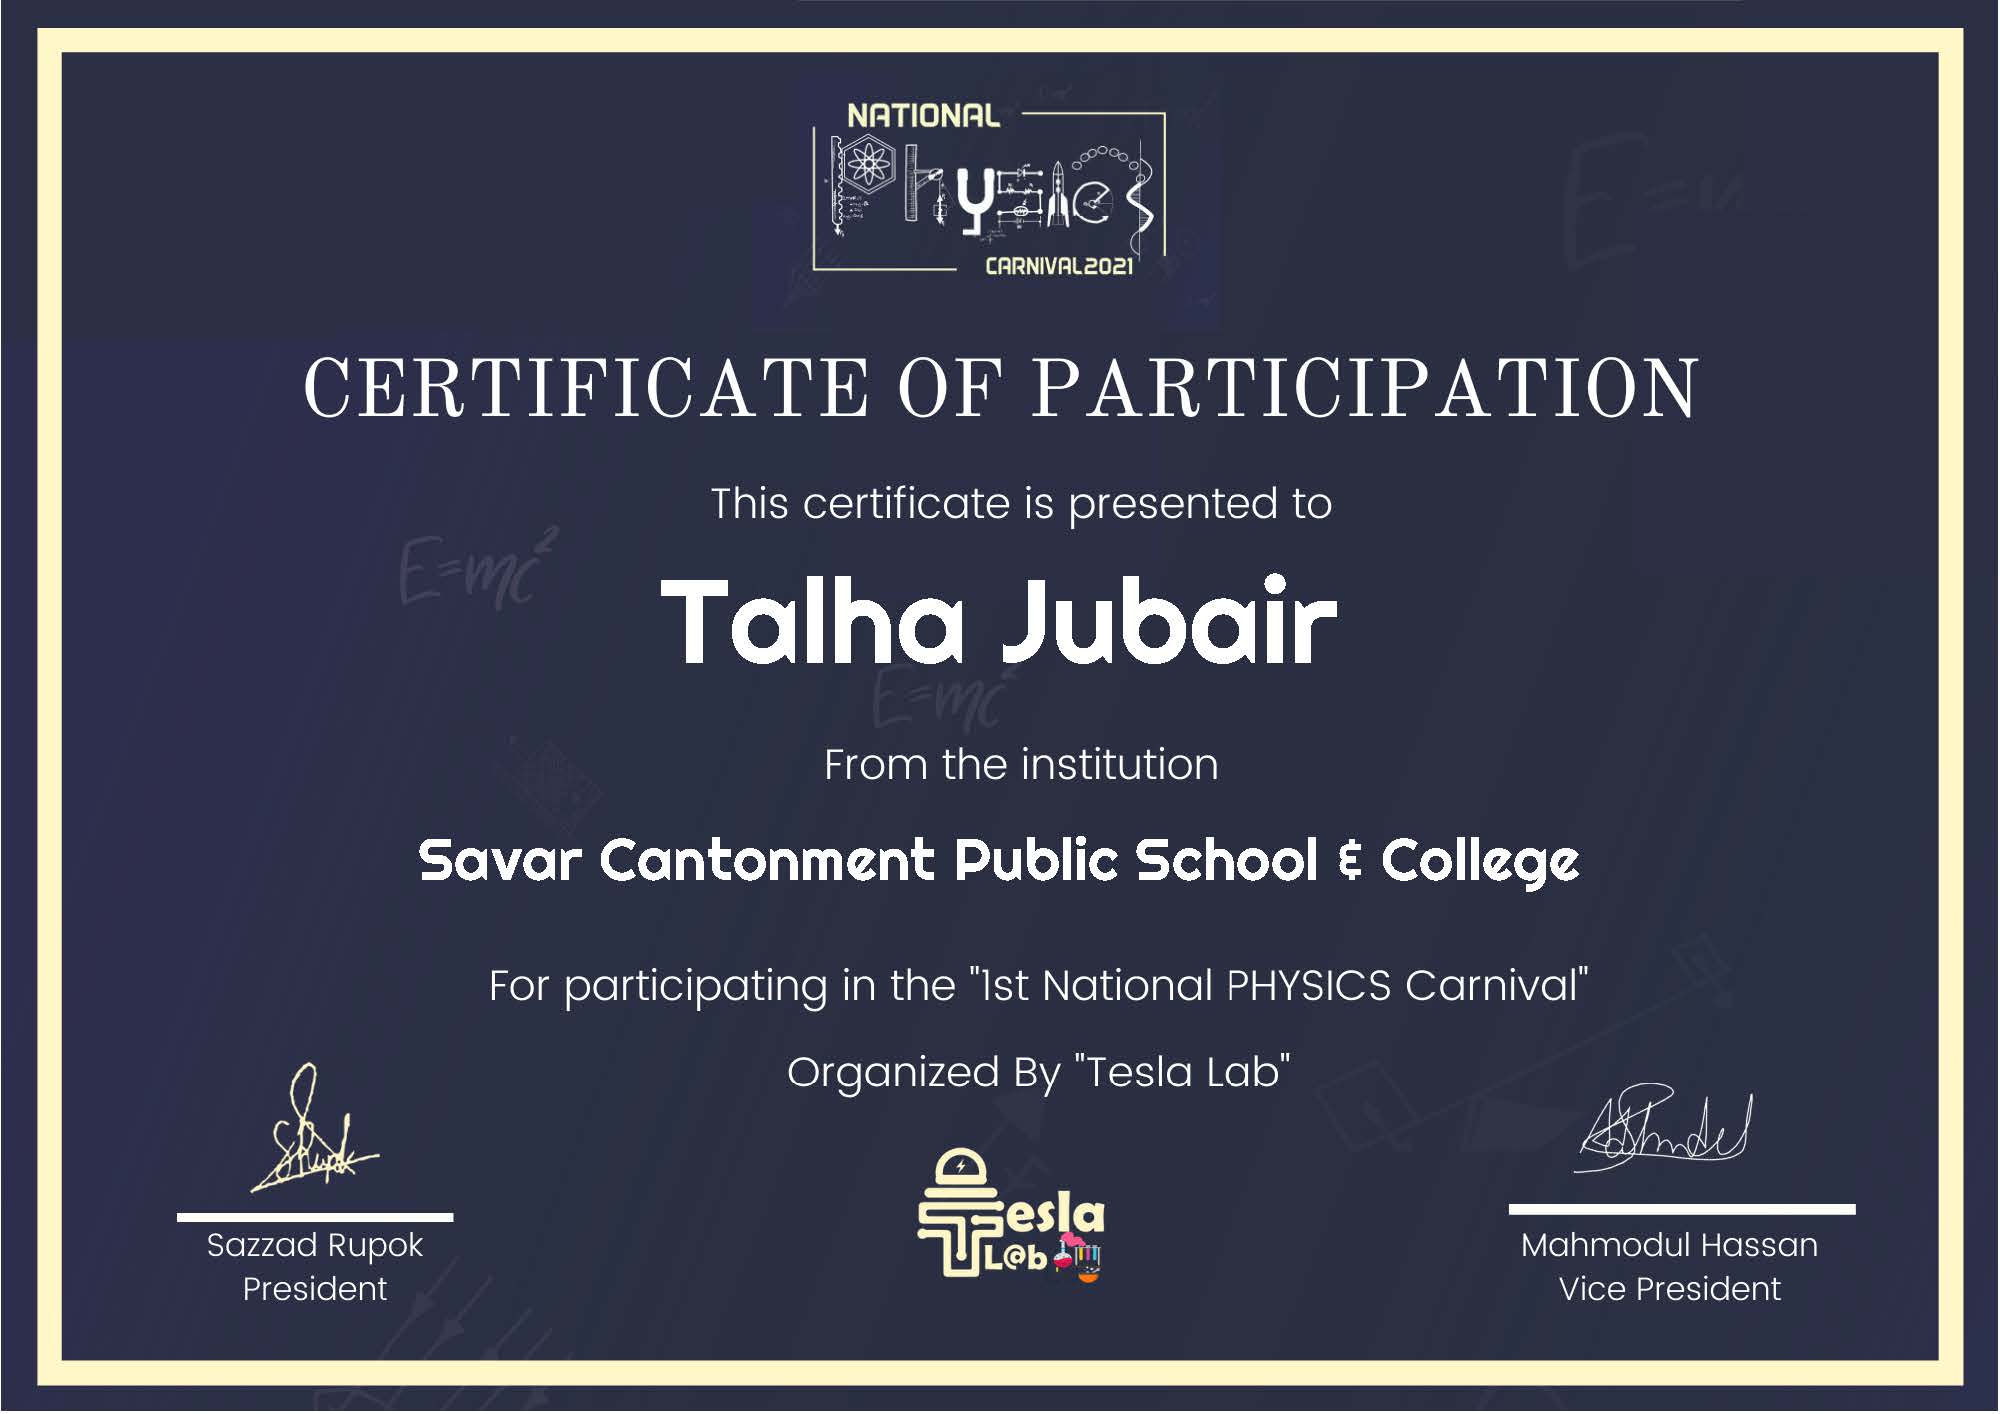 NATIONAL
Physics
CARNIVAL2021
CERTIFICATE OF PARTICIPATION
This certificate is presented to
E=mc²
Talha Jubair
E=mc²
From the institution
Savar Cantonment Public School & College
For participating in the "1st National PHYSICS Carnival"
Organized By "Tesla Lab"
Tesla
L@b
Sazzad Rupok
President
Mahmodul Hassan
Vice President